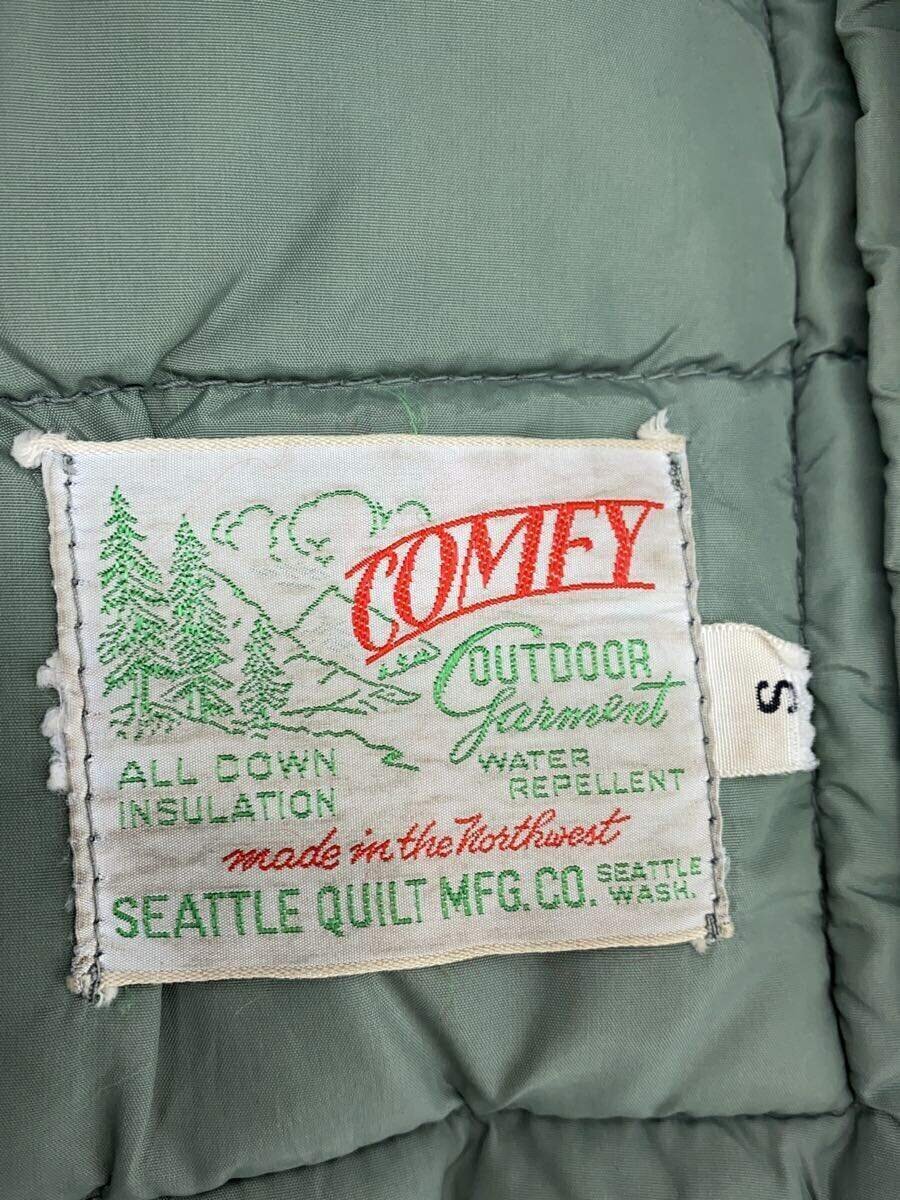 COMFY
OUTDOOR
garment
ALL DOWN
INSULATION
WATER
REPELLENT
made in the Northwest
SEATTLE QUILT MFG. CO. SEATTLE
WASH.
S